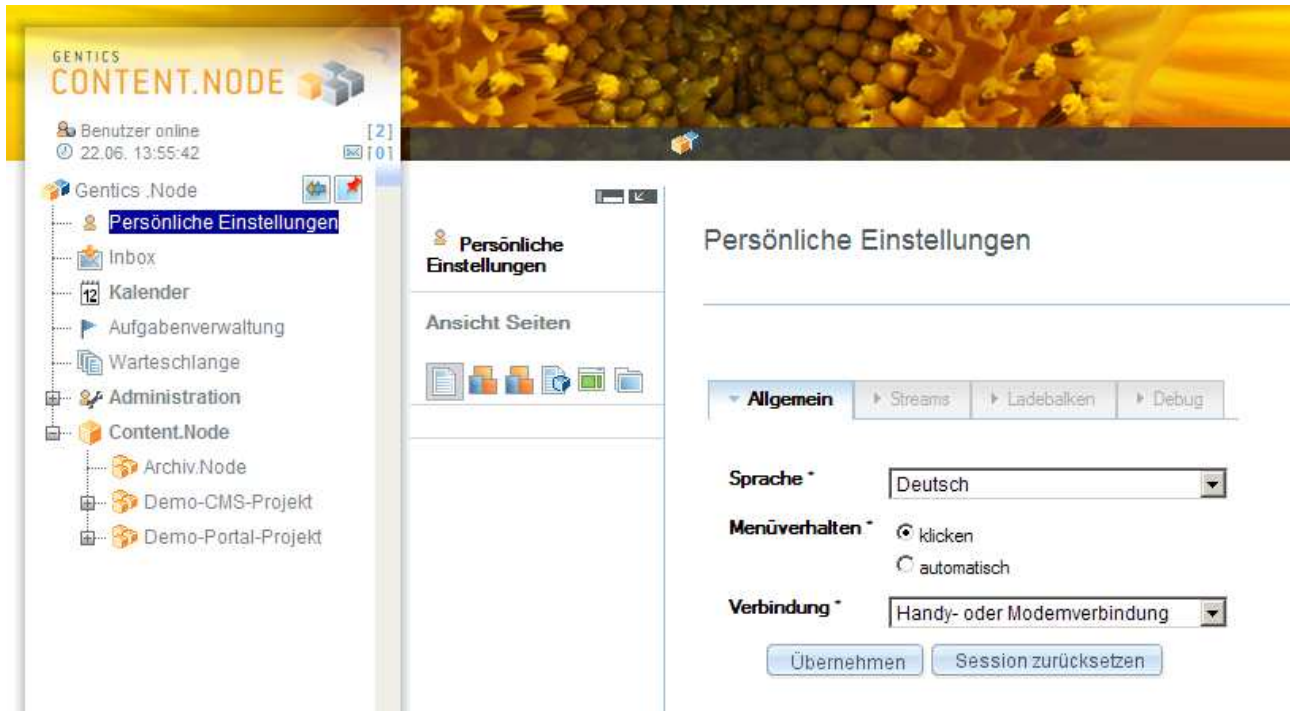 GENTICS
CONTENT.NODE
Benutzer online [2]
22.06. 13:55:42 [0]
Gentics .Node
Persönliche Einstellungen
Inbox
12 Kalender
Aufgabenverwaltung
Warteschlange
Administration
Content.Node
Archiv.Node
Demo-CMS-Projekt
Demo-Portal-Projekt
Persönliche
Einstellungen
Ansicht Seiten
Persönliche Einstellungen
Allgemein Streams Ladebalken Debug
Sprache * Deutsch
Menüverhalten * klicken
automatisch
Verbindung * Handy- oder Modemverbindung
Übernehmen Session zurücksetzen